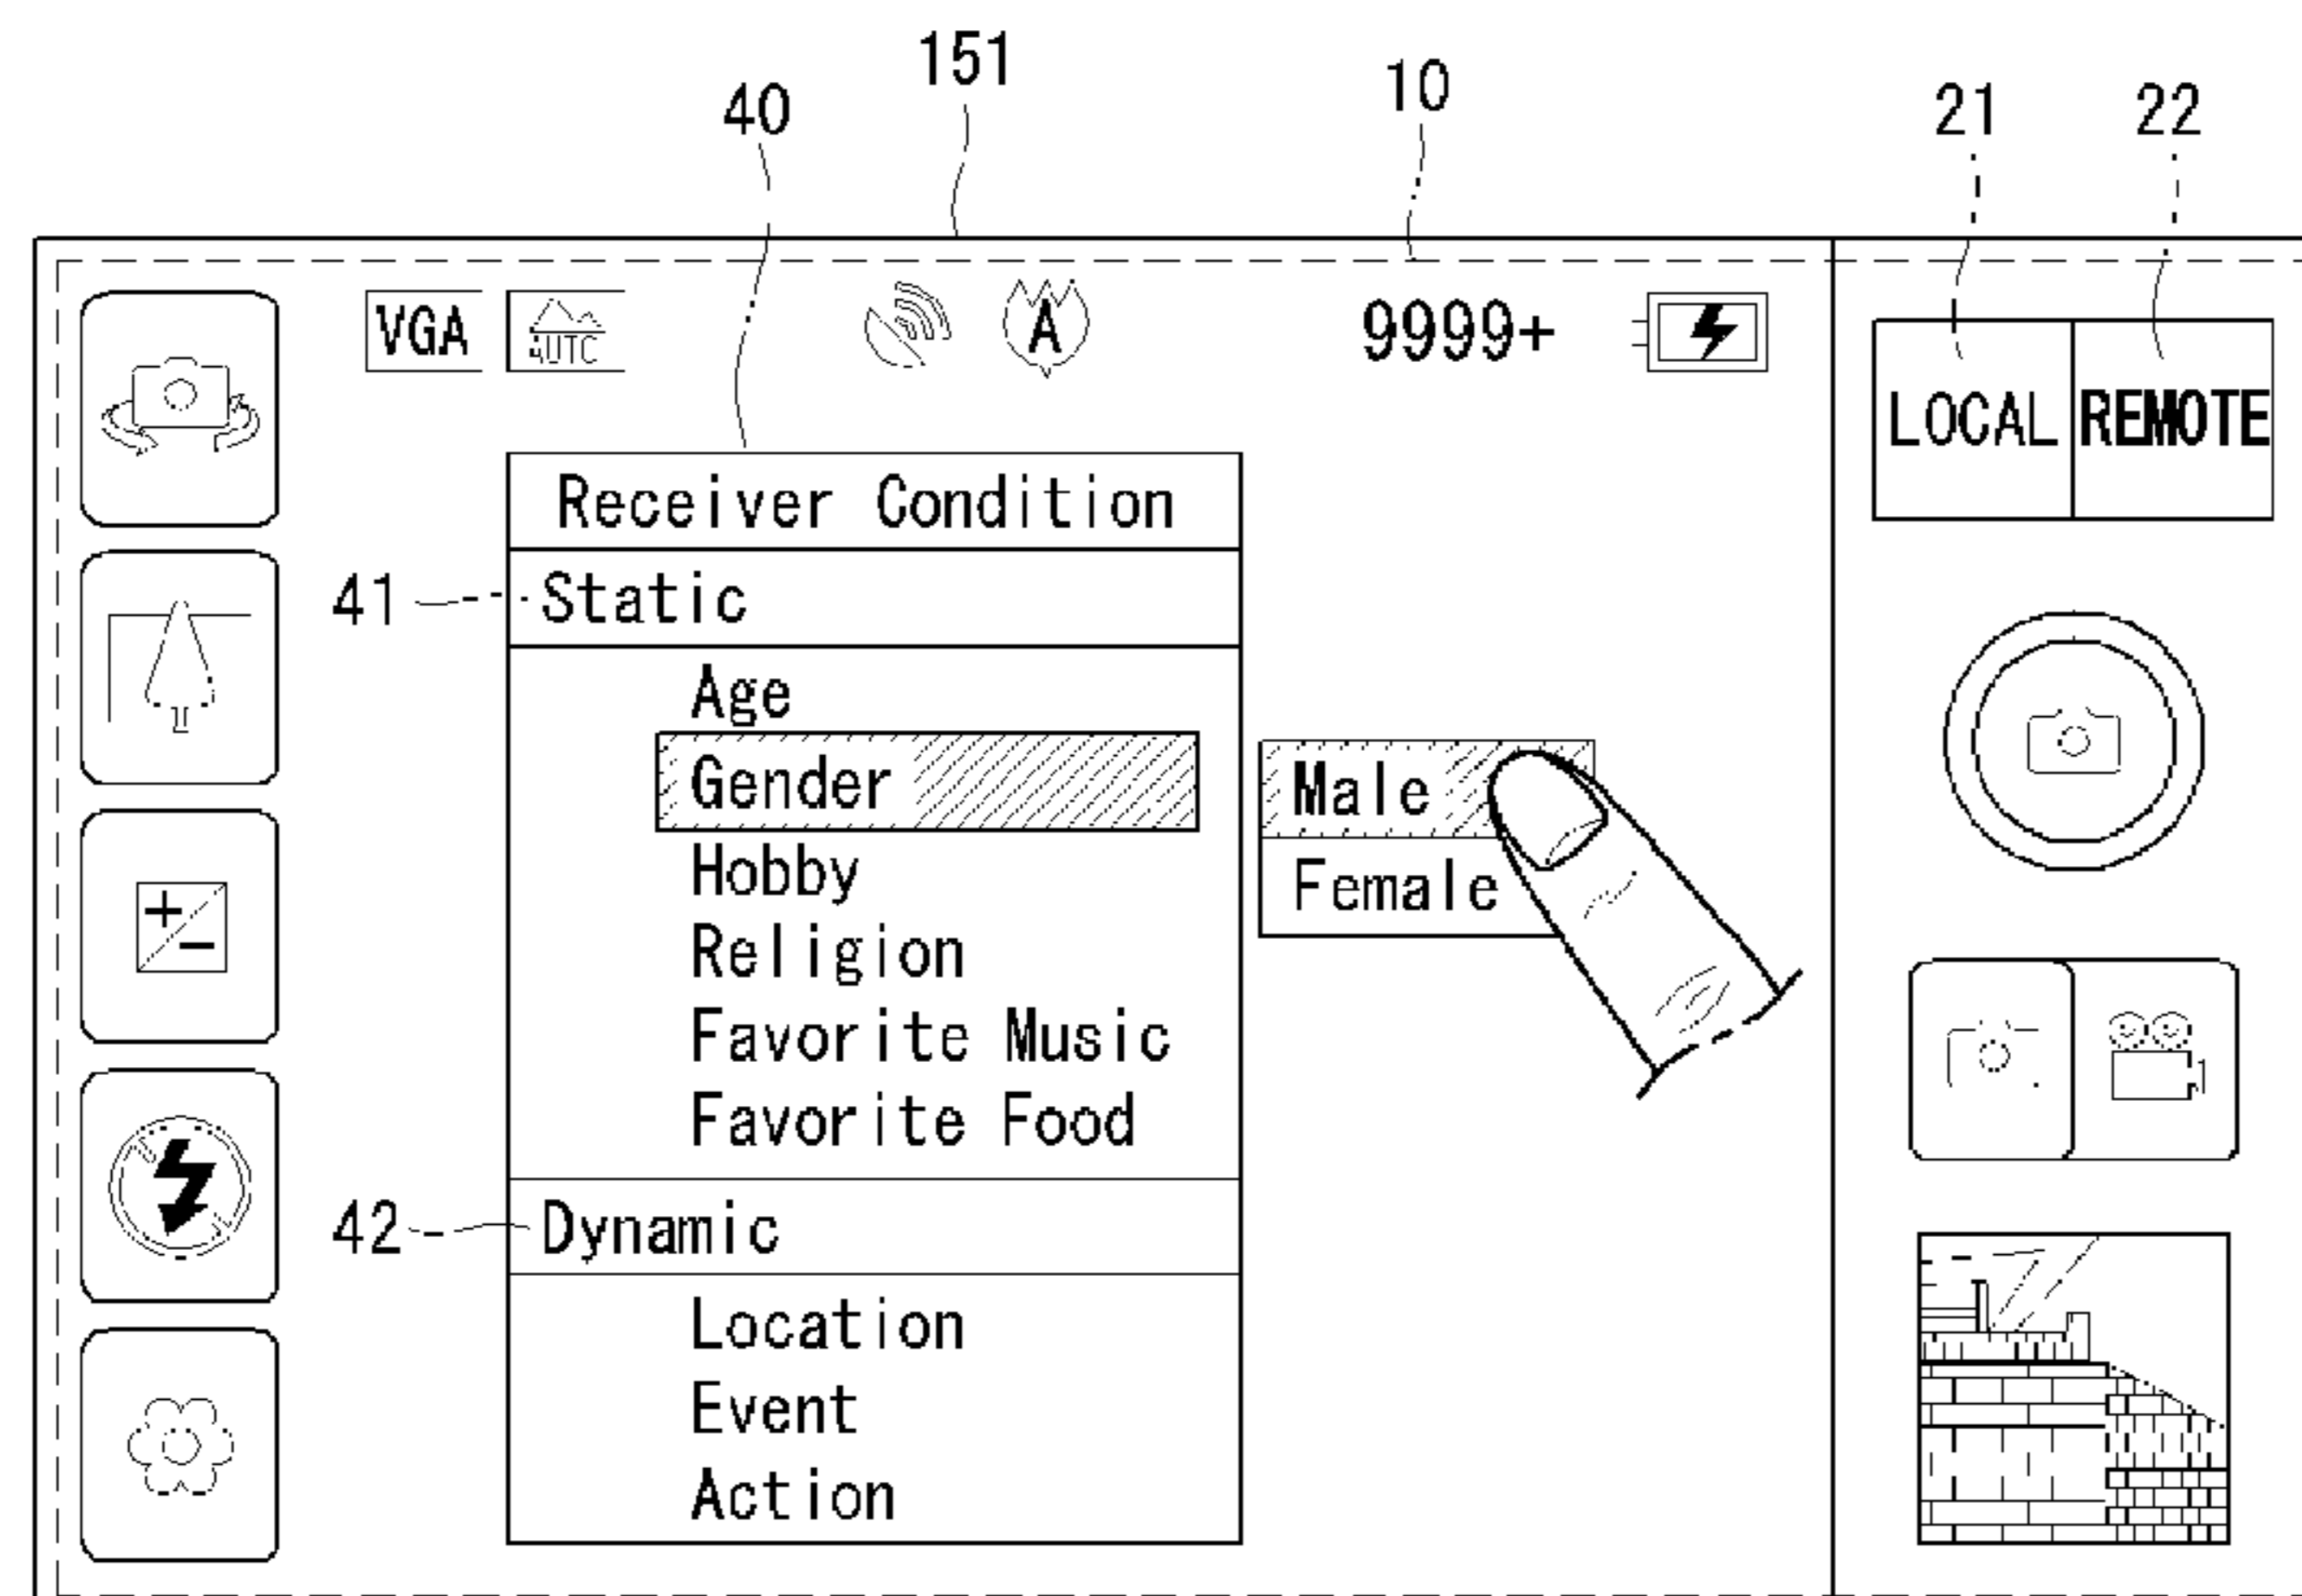 151
40
10
21
22
VGA
AUTC
A
9999+
LOCAL
REMOTE
Receiver Condition
41
Static
Age
Gender
Male
Hobby
Female
Religion
Favorite Music
Favorite Food
42
Dynamic
Location
Event
Action